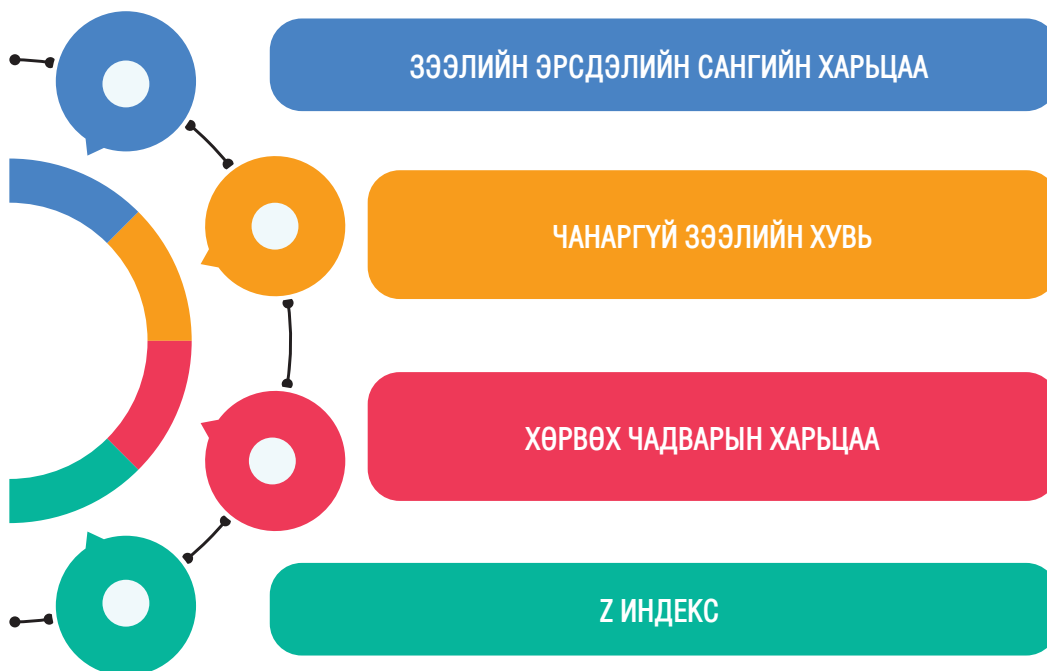 ЗЭЭЛИЙН ЭРСДЭЛИЙН САНГИЙН ХАРЬЦАА
ЧАНАРГҮЙ ЗЭЭЛИЙН ХУВЬ
ХӨРВӨХ ЧАДВАРЫН ХАРЬЦАА
Z ИНДЕКС